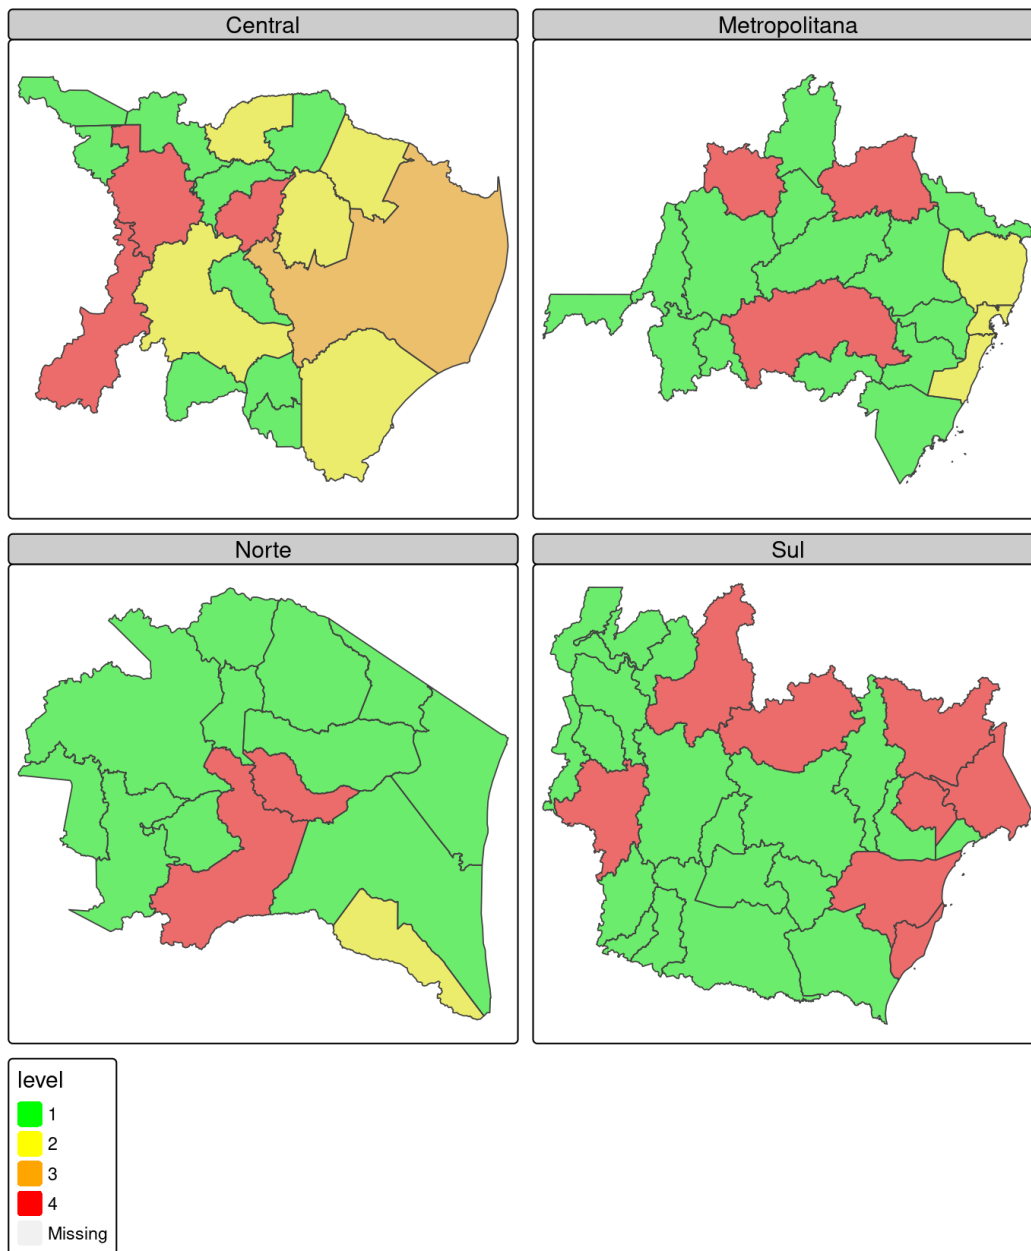 Central
Metropolitana
Norte
Sul
level
1
2
3
4
Missing